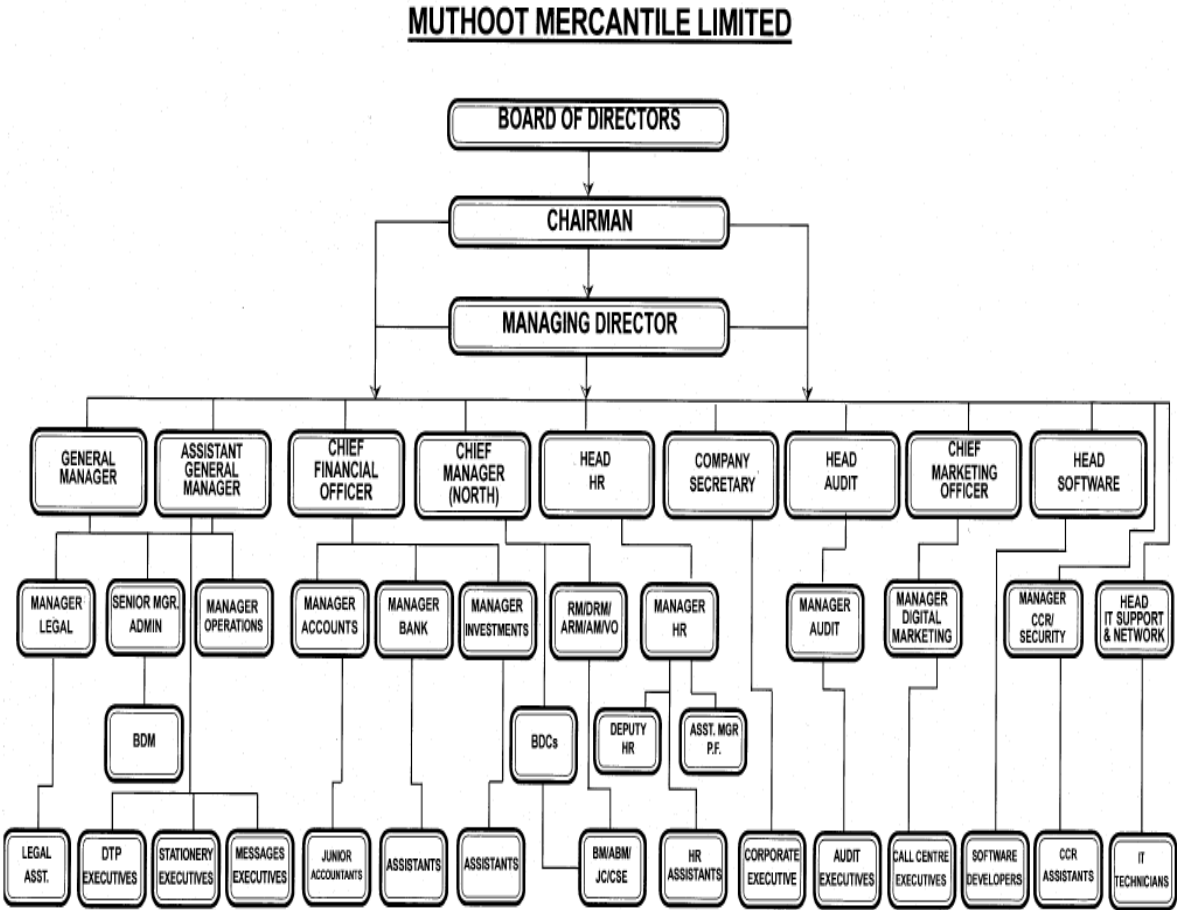 MUTHOOT MERCANTILE LIMITED
BOARD OF DIRECTORS
CHAIRMAN
MANAGING DIRECTOR
GENERAL
MANAGER
ASSISTANT
GENERAL
MANAGER
CHIEF
FINANCIAL
OFFICER
CHIEF
MANAGER
(NORTH)
HEAD
HR
COMPANY
SECRETARY
HEAD
AUDIT
CHIEF
MARKETING
OFFICER
HEAD
SOFTWARE
MANAGER
LEGAL
SENIOR MGR.
ADMIN
MANAGER
OPERATIONS
MANAGER
ACCOUNTS
MANAGER
BANK
MANAGER
INVESTMENTS
RM/DRM/
ARM/AM/VO
MANAGER
HR
MANAGER
AUDIT
MANAGER
DIGITAL
MARKETING
MANAGER
CCR/
SECURITY
HEAD
IT SUPPORT
& NETWORK
BDM
BDCs
DEPUTY
HR
ASST. MGR
P.F.
LEGAL
ASST.
DTP
EXECUTIVES
STATIONERY
EXECUTIVES
MESSAGES
EXECUTIVES
JUNIOR
ACCOUNTANTS
ASSISTANTS
ASSISTANTS
BM/ABM/
JC/CSE
HR
ASSISTANTS
CORPORATE
EXECUTIVE
AUDIT
EXECUTIVES
CALL CENTRE
EXECUTIVES
SOFTWARE
DEVELOPERS
CCR
ASSISTANTS
IT
TECHNICIANS